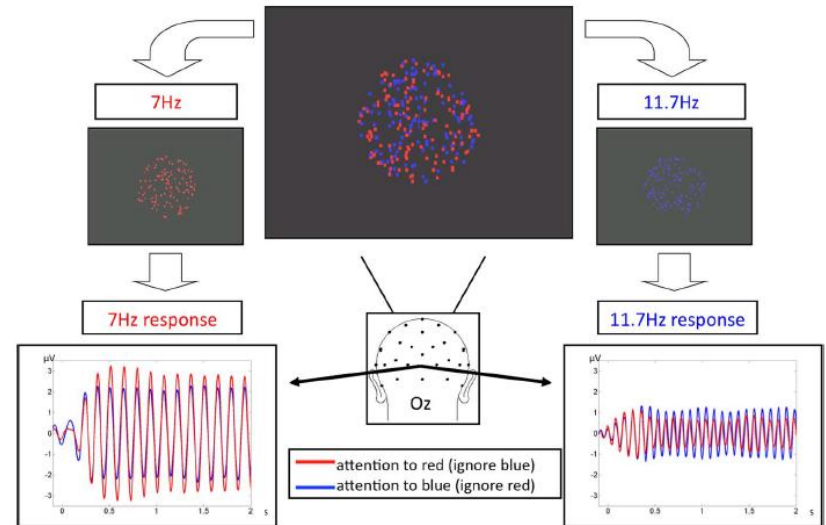 7Hz
11.7Hz
7Hz response
11.7Hz response
μV
3
2
1
0
-1
-2
-3
0
0.5
1
1.5
2
s
Oz
μV
3
2
1
0
-1
-2
-3
0
0.5
1
1.5
2
s
attention to red (ignore blue)
attention to blue (ignore red)